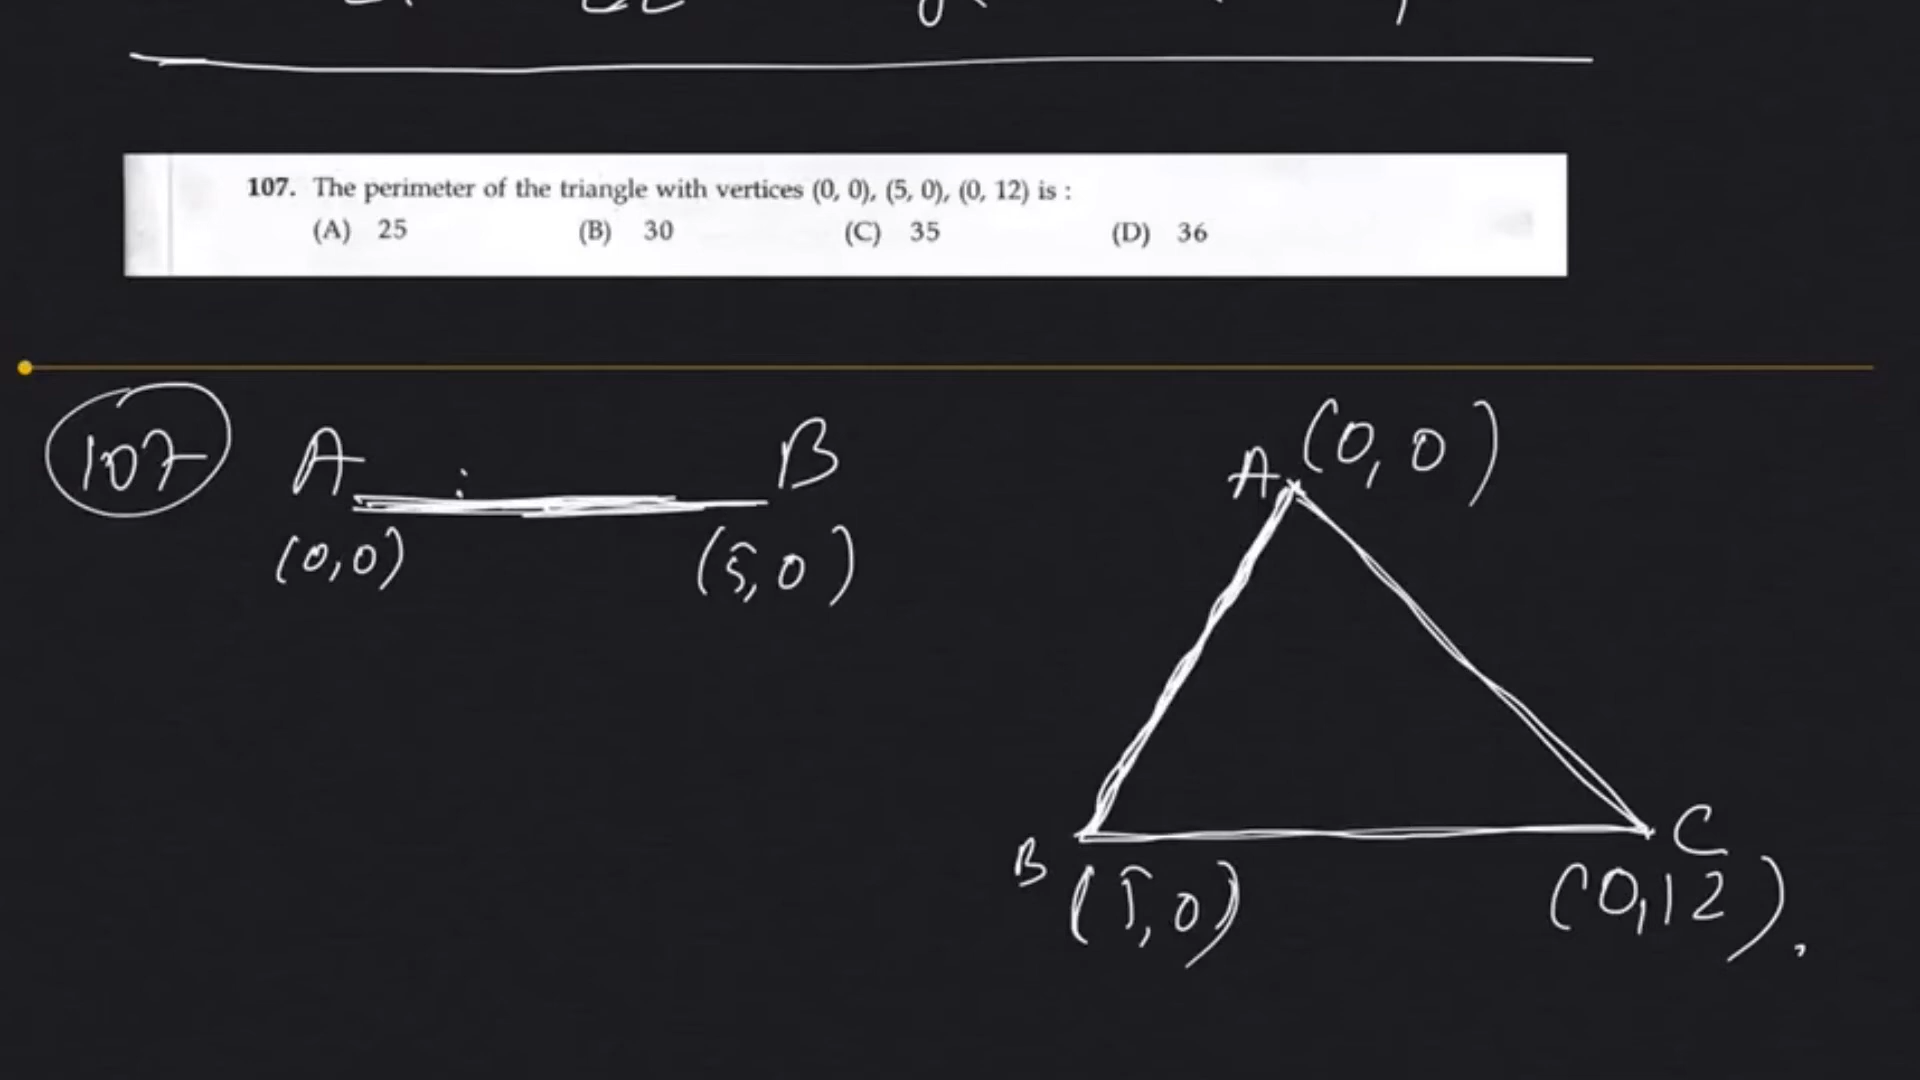 107. The perimeter of the triangle with vertices (0, 0), (5, 0), (0, 12) is :
(A) 25 (B) 30 (C) 35 (D) 36
107 A B
(0,0) (5,0)
A (0,0)
B C
(5,0) (0,12).